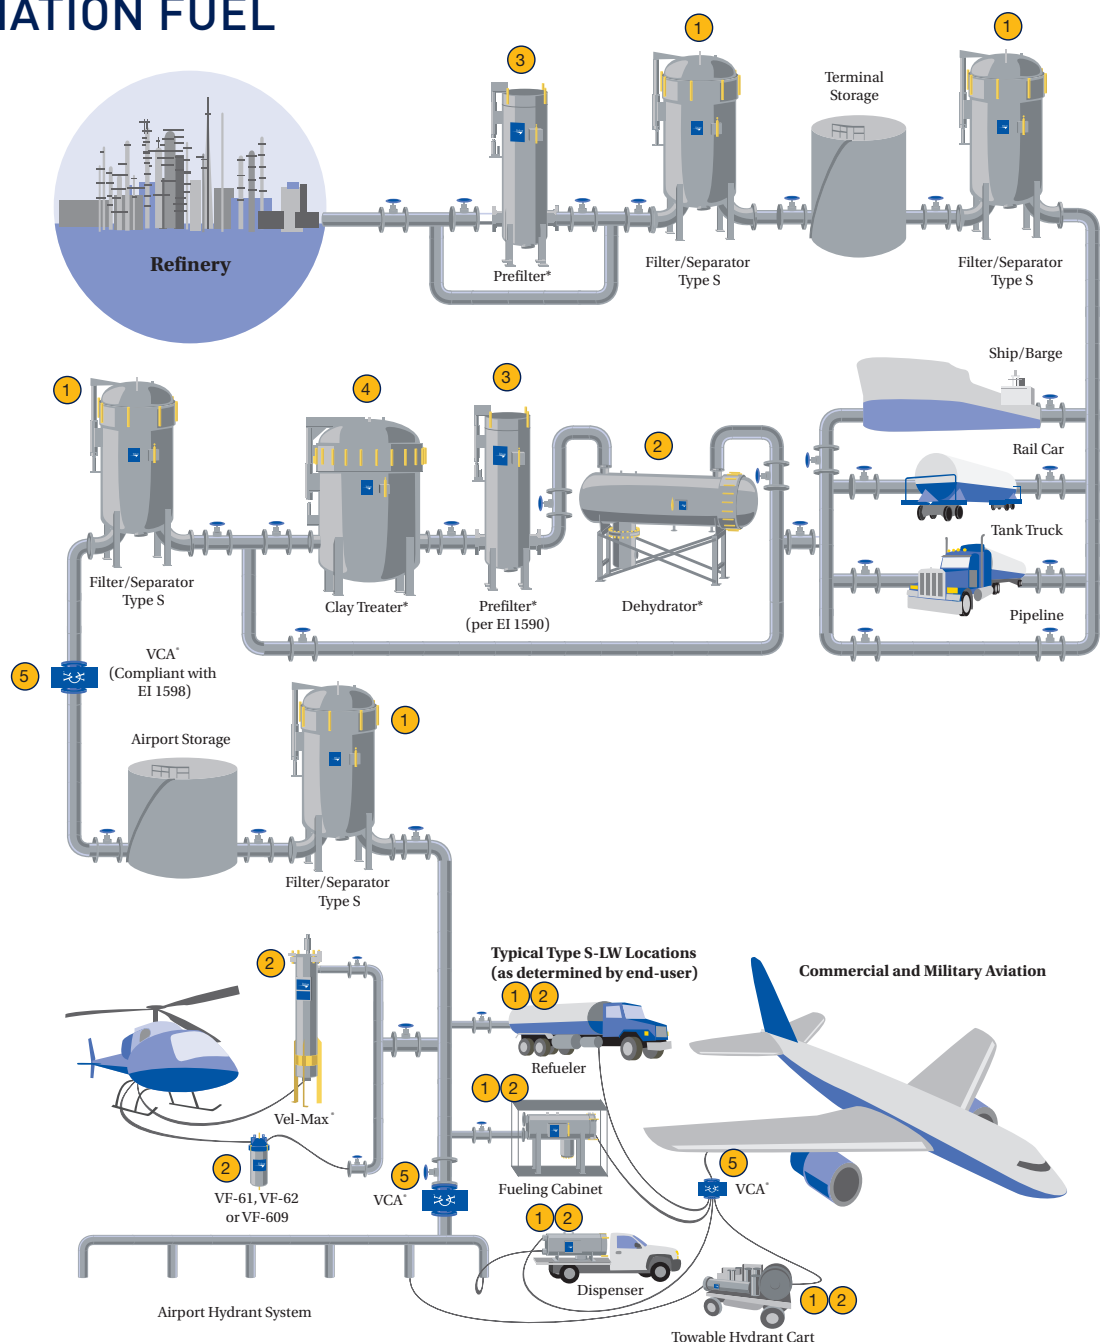 IATION FUEL
1
1
3
Terminal
Storage
Refinery
Prefilter*
Filter/Separator
Type S
Filter/Separator
Type S
Ship/Barge
1
4
3
2
Rail Car
Tank Truck
Filter/Separator
Type S
Clay Treater*
Prefilter*
(per EI 1590)
Dehydrator*
Pipeline
5
VCA*
(Compliant with
EI 1598)
1
Airport Storage
Filter/Separator
Type S
2
Typical Type S-LW Locations
(as determined by end-user)
1 2
Commercial and Military Aviation
Refueler
1 2
Vel-Max*
2
VF-61, VF-62
or VF-609
5
VCA*
Fueling Cabinet
5
VCA*
1 2
Dispenser
1 2
Airport Hydrant System
Towable Hydrant Cart